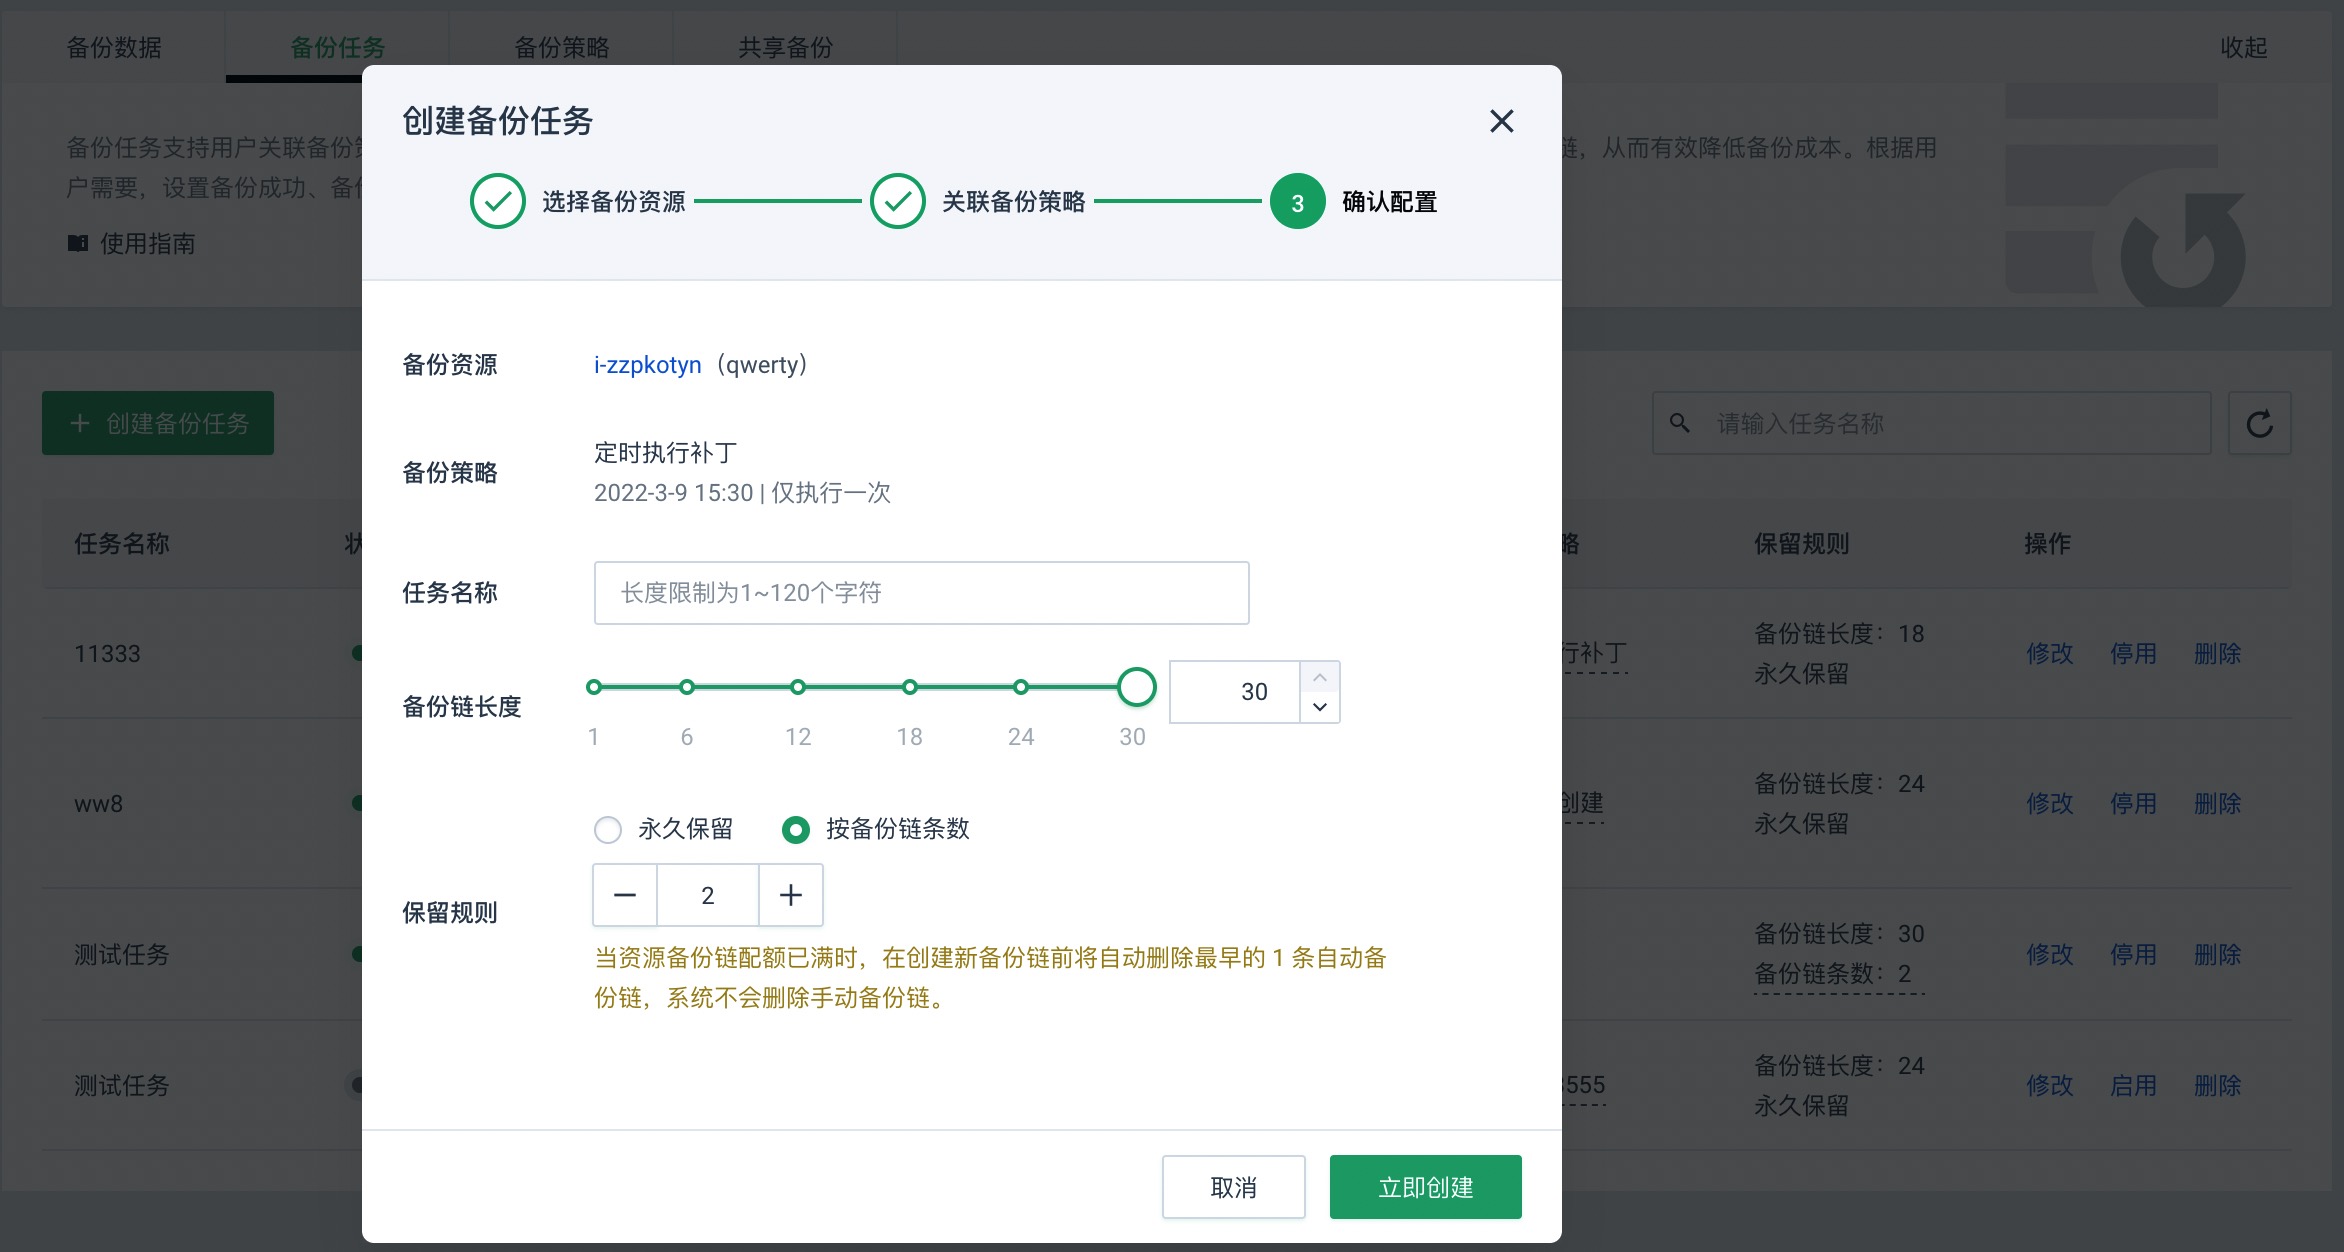 备份数据
备份任务
备份策略
共享备份
收起
创建备份任务
选择备份资源
关联备份策略
3
确认配置
备份任务支持用户关联备份
链，从而有效降低备份成本。根据用
户需要，设置备份成功、备
使用指南
备份资源
i-zzpkotyn（qwerty）
创建备份任务
请输入任务名称
备份策略
定时执行补丁
2022-3-9 15:30 | 仅执行一次
任务名称
略
保留规则
操作
任务名称
长度限制为1~120个字符
11333
行补丁
备份链长度：18
永久保留
修改
停用
删除
备份链长度
30
1
6
12
18
24
30
ww8
创建
备份链长度：24
永久保留
修改
停用
删除
永久保留
按备份链条数
保留规则
2
当资源备份链配额已满时，在创建新备份链前将自动删除最早的 1 条自动备
份链，系统不会删除手动备份链。
测试任务
备份链长度：30
备份链条数：2
修改
停用
删除
测试任务
555
备份链长度：24
永久保留
修改
启用
删除
取消
立即创建